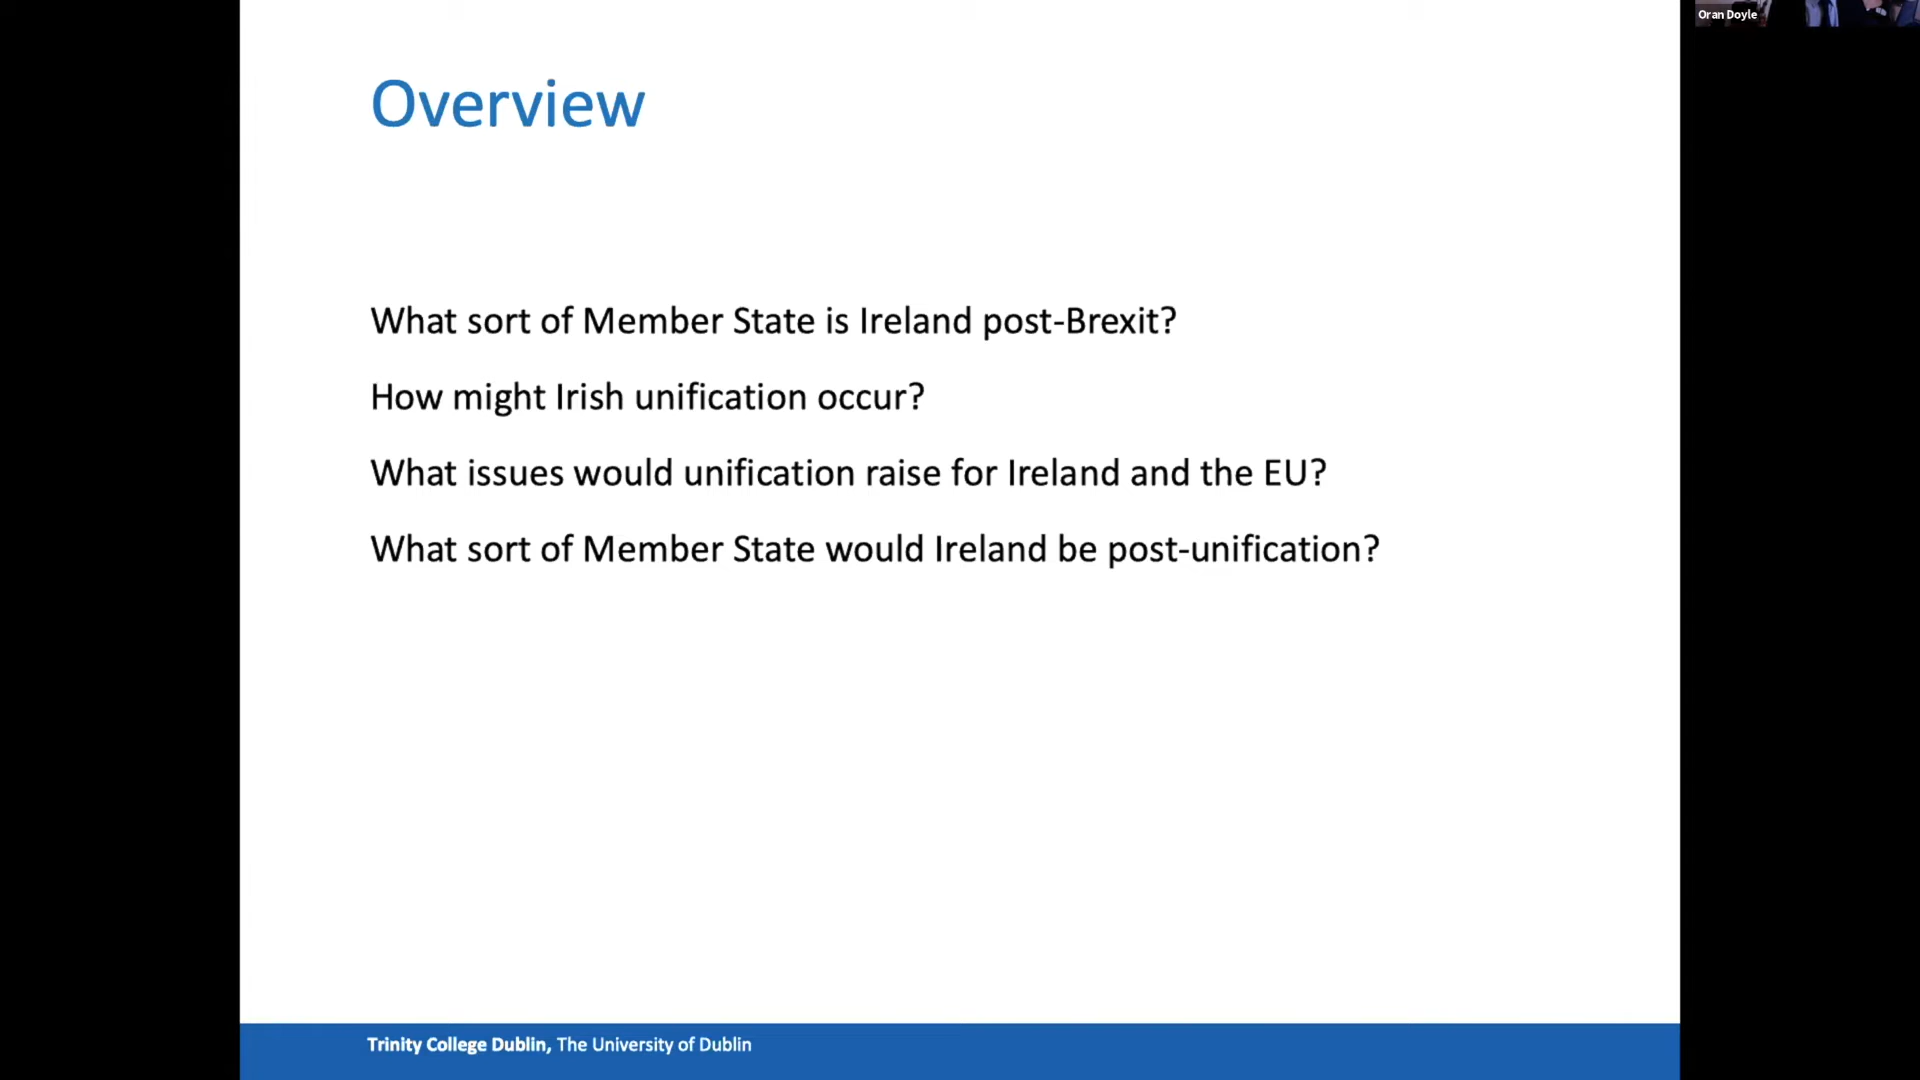 Oran Doyle
Overview
What sort of Member State is Ireland post-Brexit?
How might Irish unification occur?
What issues would unification raise for Ireland and the EU?
What sort of Member State would Ireland be post-unification?
Trinity College Dublin, The University of Dublin